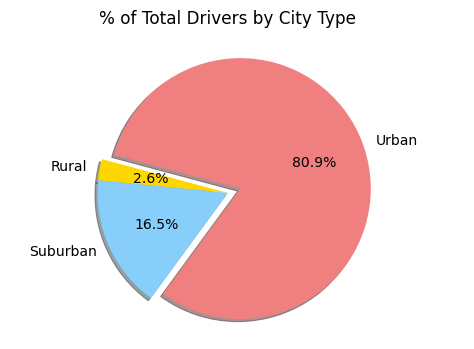 % of Total Drivers by City Type
Urban
80.9%
Rural
2.6%
16.5%
Suburban